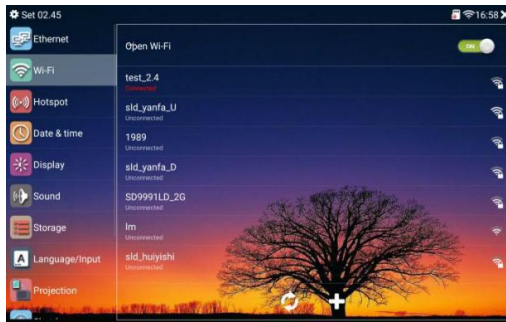 Set 02.45
16:58
Ethernet
Wi-Fi
Hotspot
Date & time
Display
Sound
Storage
Language/Input
A
Projection
Open Wi-Fi
ON
test_2.4
Connected
sld_yanfa_U
Unconnected
1989
Unconnected
sld_yanfa_D
Unconnected
SD9991LD_2G
Unconnected
lm
Unconnected
sld_huiyishi
Unconnected